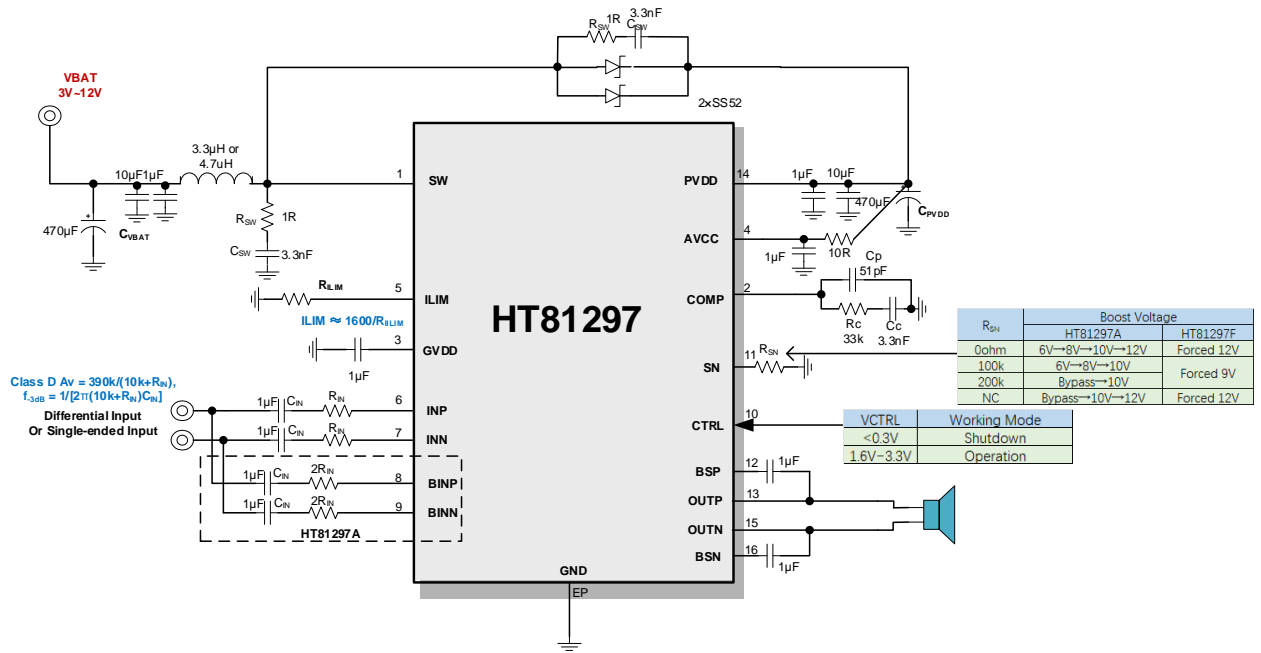 R_SW 1R
3.3nF
C_SW
2×SS52
VBAT
3V~12V
3.3µH or
4.7uH
10µF 1µF
470µF
C_VBAT
R_SW
1R
C_SW
3.3nF
1
SW
R_ILIM
5
ILIM
ILIM ≈ 1600/R_ILIM
3
GVDD
1µF
Class D Av = 390k/(10k+R_IN),
f_-3dB = 1/[2π(10k+R_IN)C_IN]
Differential Input
Or Single-ended Input
1µF C_IN R_IN
6
INP
1µF C_IN R_IN
7
INN
1µF C_IN 2R_IN
8
BINP
1µF C_IN 2R_IN
9
BINN
HT81297A
HT81297
GND
EP
PVDD
14
1µF
10µF
470µF
+
C_PVDD
AVCC
4
1µF
10R
Cp
51pF
COMP
2
Rc
33k
Cc
3.3nF
SN
11
R_SN
R_SN
Boost Voltage
HT81297A
HT81297F
0ohm
6V→8V→10V→12V
Forced 12V
100k
6V→8V→10V
Forced 9V
200k
Bypass→10V
NC
Bypass→10V→12V
Forced 12V
CTRL
10
VCTRL
Working Mode
<0.3V
Shutdown
1.6V–3.3V
Operation
BSP
12
1µF
OUTP
13
OUTN
15
BSN
16
1µF